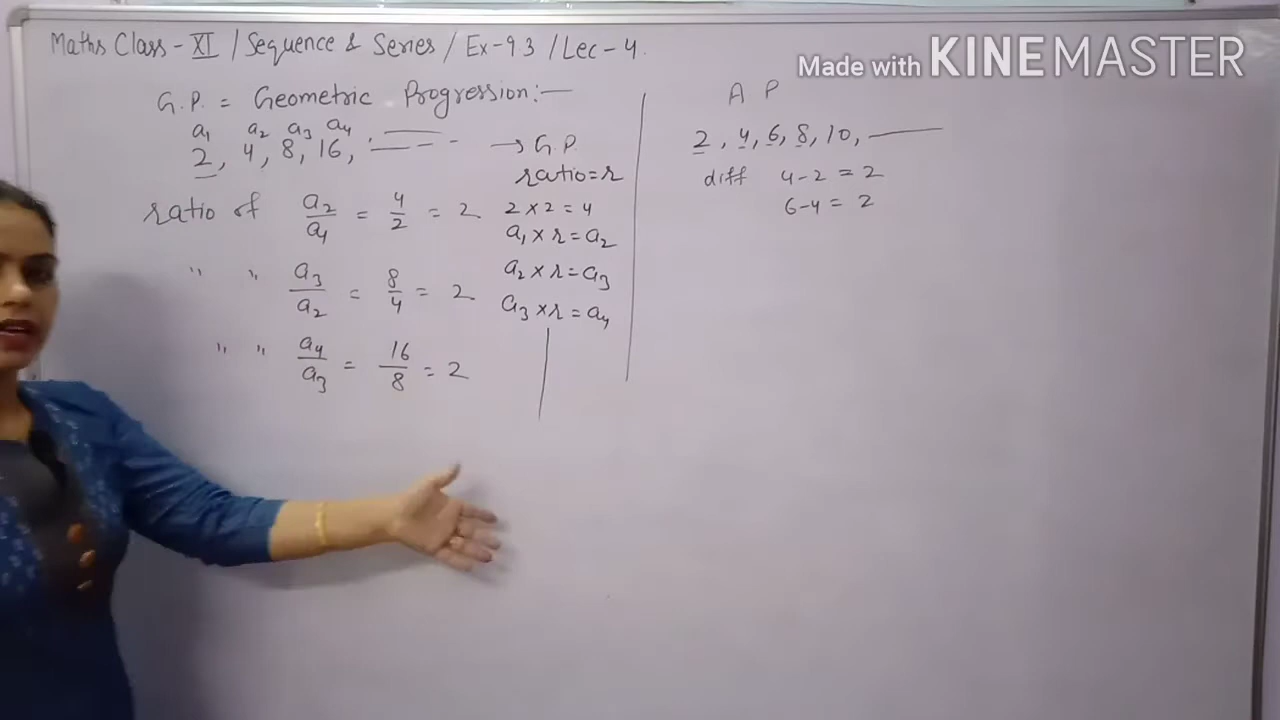 Maths Class - XI / Sequence & Series / Ex-9.3 / Lec-4.
Made with KINEMASTER
G.P. = Geometric Progression:-
a₁ a₂ a₃ a₄
2, 4, 8, 16, → G.P.
ratio = r
ratio of a₂/a₁ = 4/2 = 2
2 × 2 = 4
a₁ × r = a₂
" " a₃/a₂ = 8/4 = 2
a₂ × r = a₃
a₃ × r = a₄
" " a₄/a₃ = 16/8 = 2
A P
2, 4, 6, 8, 10,
diff 4-2 = 2
6-4 = 2